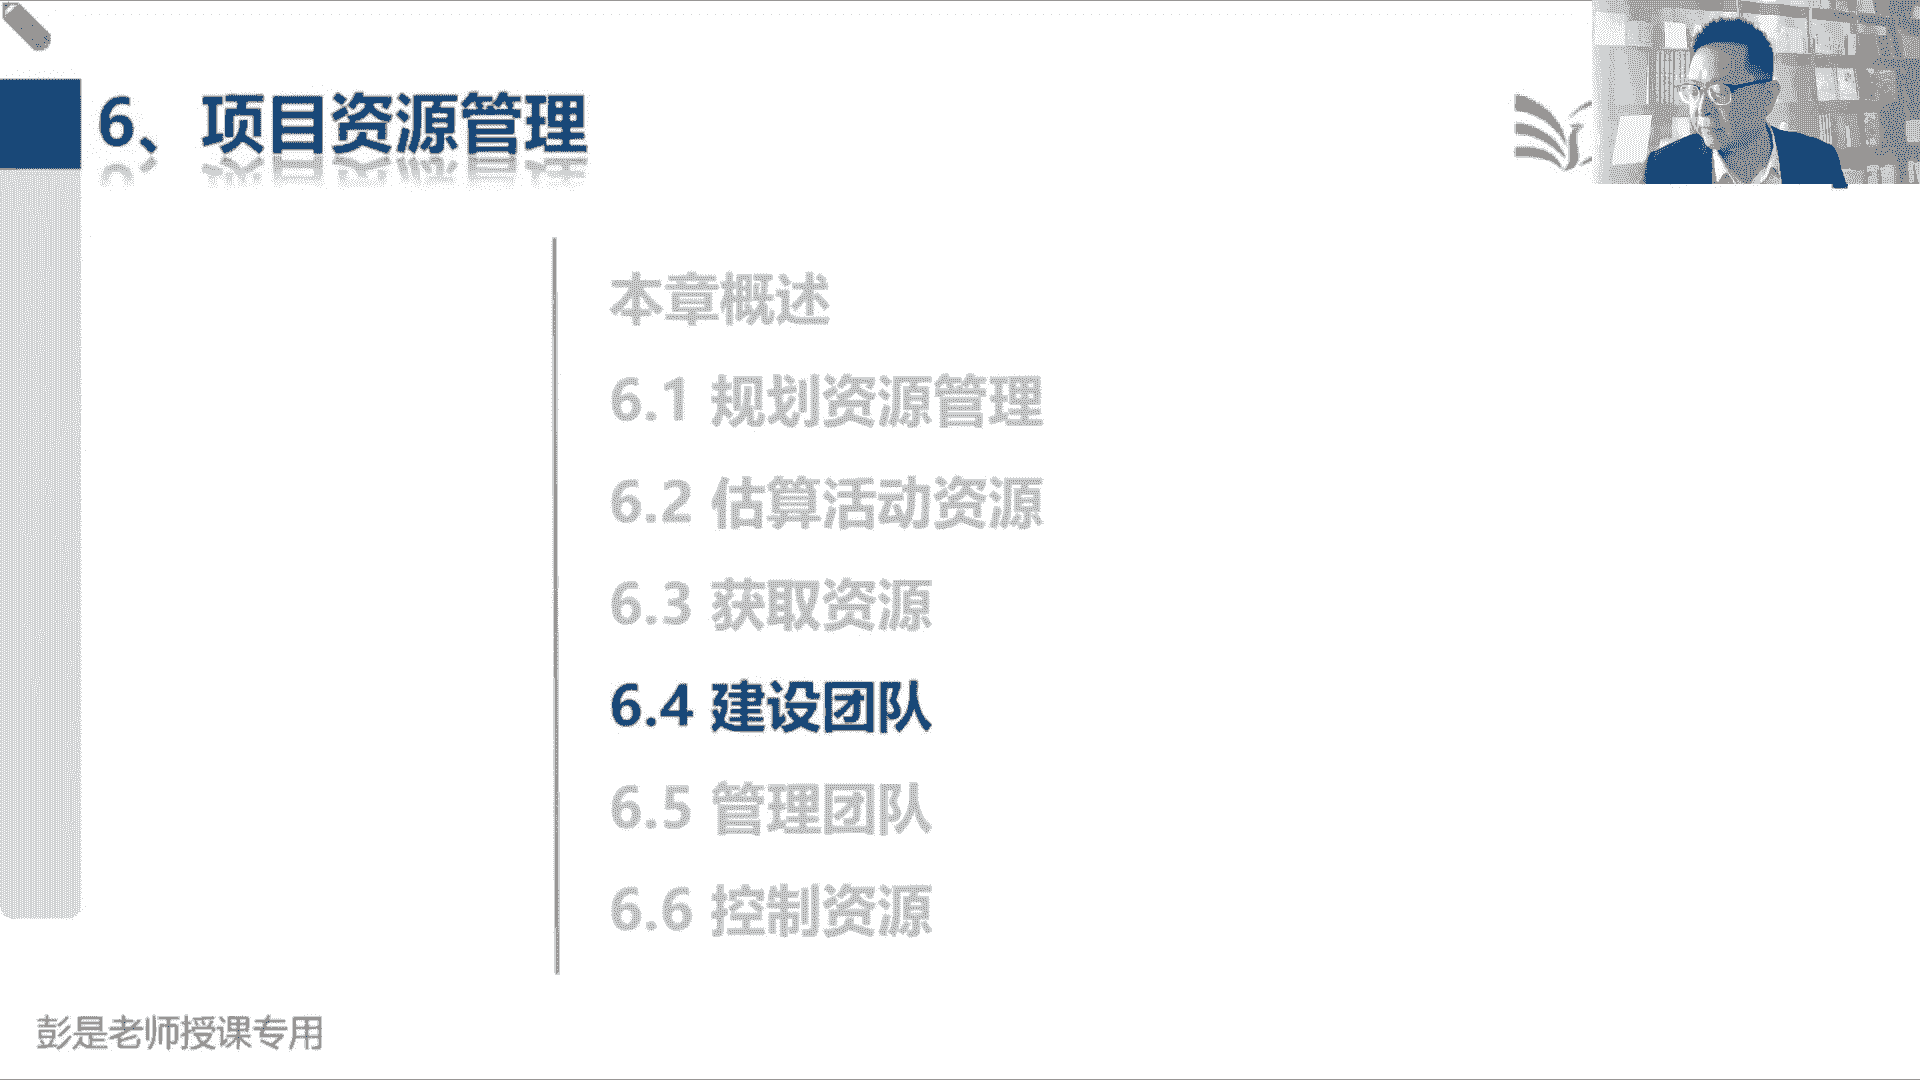 6、项目资源管理
本章概述
6.1 规划资源管理
6.2 估算活动资源
6.3 获取资源
6.4 建设团队
6.5 管理团队
6.6 控制资源
彭是老师授课专用